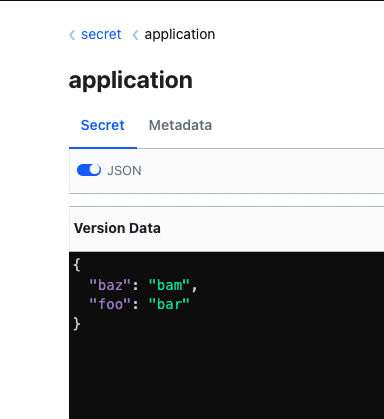 secret application
application
Secret Metadata
JSON
Version Data
{
  "baz": "bam",
  "foo": "bar"
}